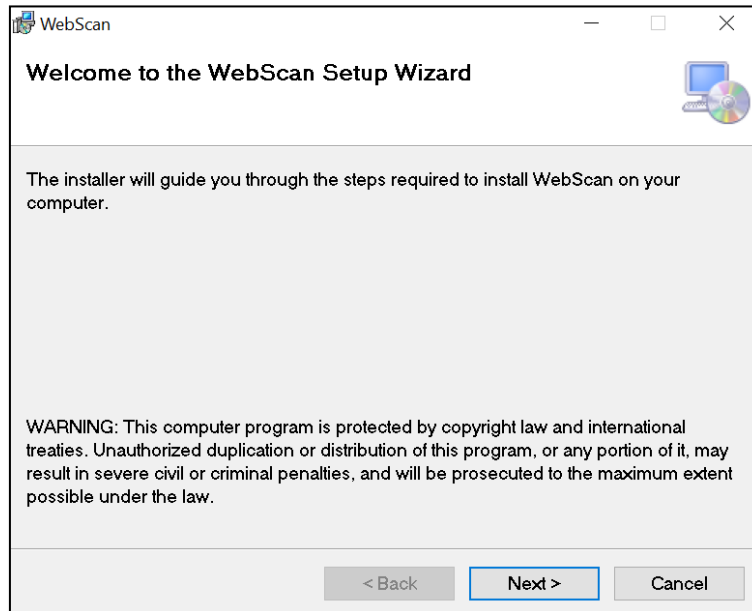 WebScan
Welcome to the WebScan Setup Wizard
The installer will guide you through the steps required to install WebScan on your
computer.
WARNING: This computer program is protected by copyright law and international
treaties. Unauthorized duplication or distribution of this program, or any portion of it, may
result in severe civil or criminal penalties, and will be prosecuted to the maximum extent
possible under the law.
< Back
Next >
Cancel